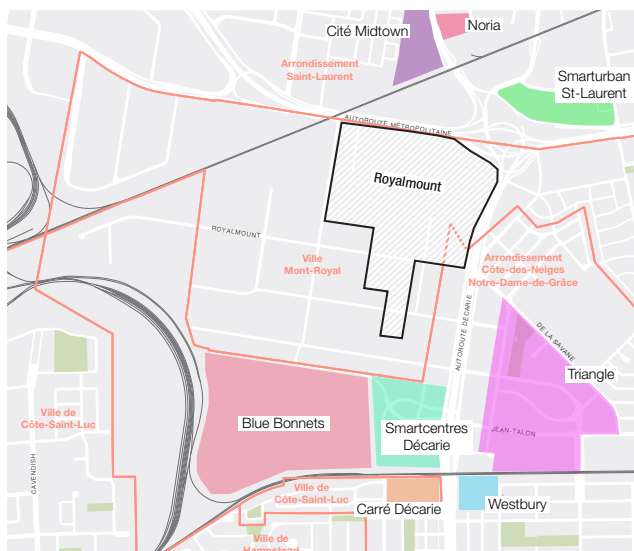 Noria
Cité Midtown
Arrondissement
Saint-Laurent
Smarturban
St-Laurent
AUTOROUTE MÉTROPOLITAINE
Royalmount
ROYALMOUNT
Ville
Mont-Royal
Arrondissement
Côte-des-Neiges
Notre-Dame-de-Grâce
AUTOROUTE DÉCARIE
DE LA SAVANE
Triangle
Ville de
Côte-Saint-Luc
Blue Bonnets
Smartcentres
Décarie
JEAN-TALON
CAVENDISH
Ville de
Côte-Saint-Luc
Carré Décarie
Westbury
Ville de
Hampstead